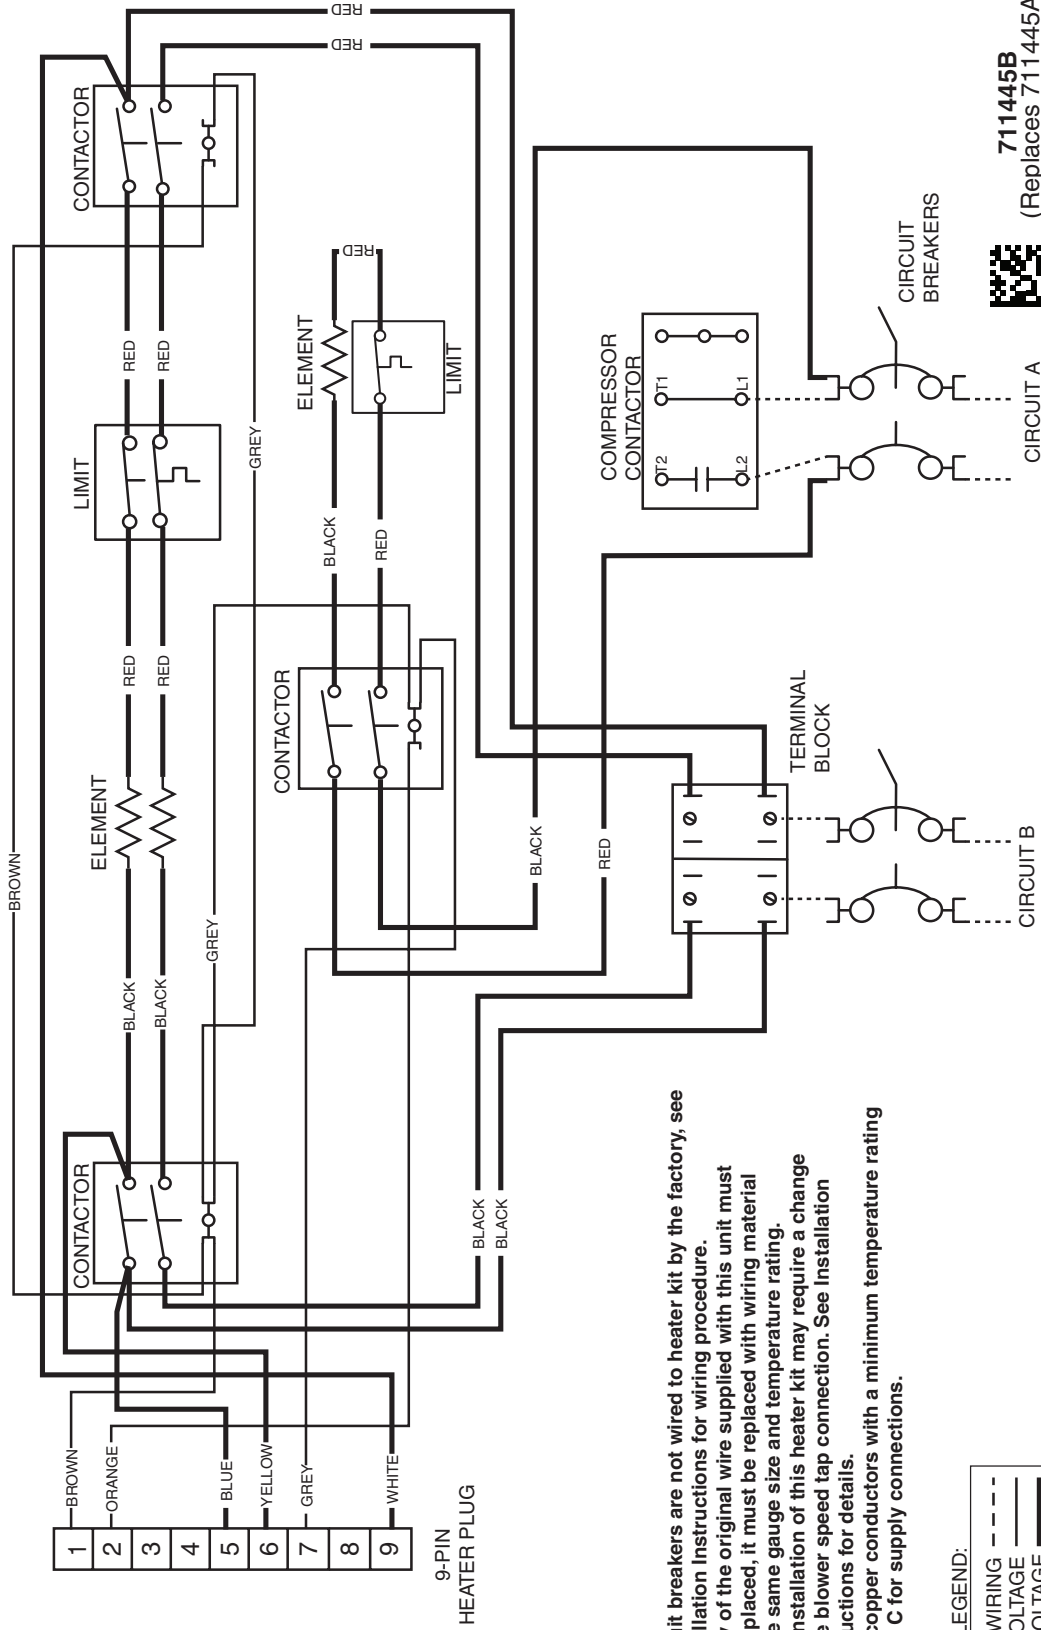 BROWN
CONTACTOR
ELEMENT
LIMIT
CONTACTOR
BLACK
RED
RED
RED
BLACK
RED
RED
RED
GREY
GREY
BROWN
ORANGE
BLUE
YELLOW
GREY
WHITE
1
2
3
4
5
6
7
8
9
9-PIN
HEATER PLUG
CONTACTOR
ELEMENT
LIMIT
BLACK
RED
RED
BLACK
BLACK
BLACK
RED
COMPRESSOR
CONTACTOR
T2
T1
L2
L1
TERMINAL
BLOCK
CIRCUIT
BREAKERS
CIRCUIT B
CIRCUIT A
uit breakers are not wired to heater kit by the factory, see
llation Instructions for wiring procedure.
y of the original wire supplied with this unit must
placed, it must be replaced with wiring material
e same gauge size and temperature rating.
nstallation of this heater kit may require a change
e blower speed tap connection. See Installation
uctions for details.
copper conductors with a minimum temperature rating
C for supply connections.
LEGEND:
WIRING
OLTAGE
OLTAGE
711445B
(Replaces 711445A